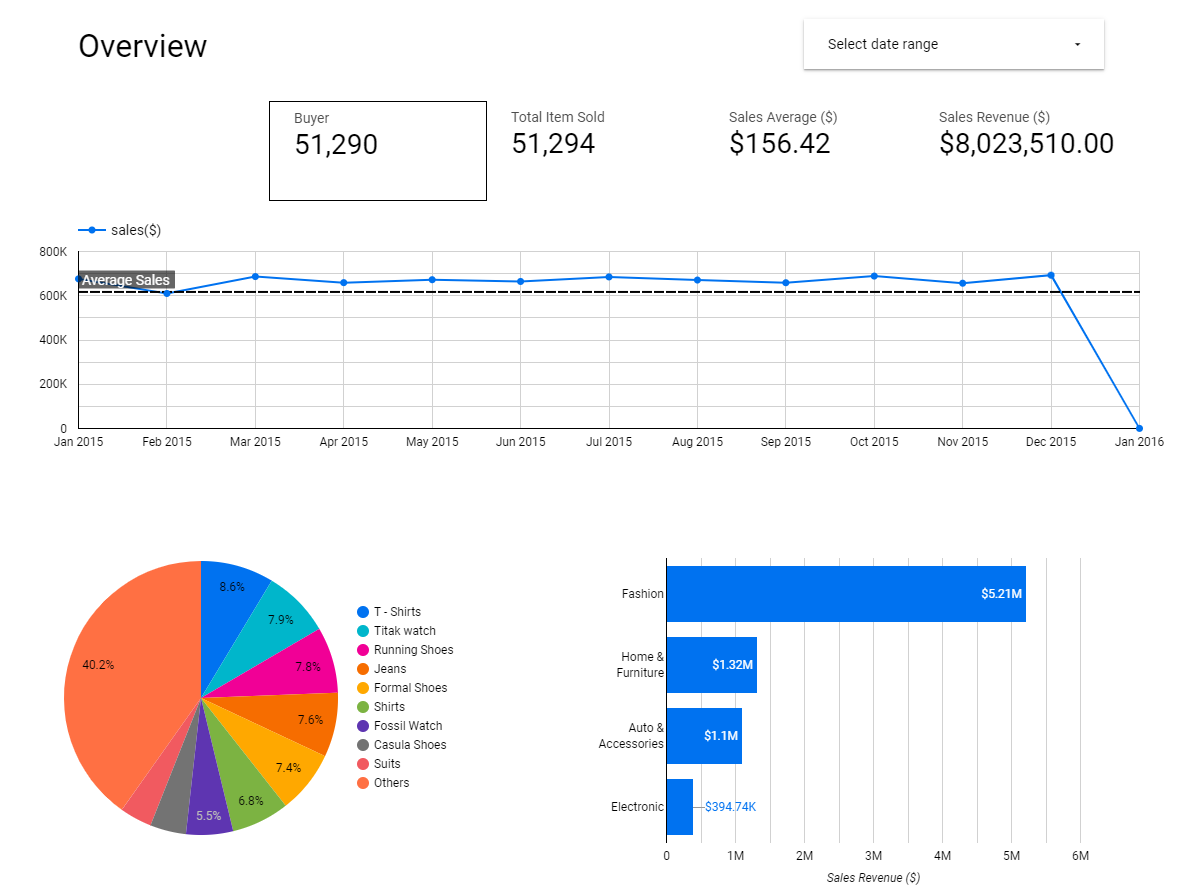 Overview
Select date range
Buyer
51,290
Total Item Sold
51,294
Sales Average ($)
$156.42
Sales Revenue ($)
$8,023,510.00
sales($)
800K
600K
400K
200K
0
Average Sales
Jan 2015
Feb 2015
Mar 2015
Apr 2015
May 2015
Jun 2015
Jul 2015
Aug 2015
Sep 2015
Oct 2015
Nov 2015
Dec 2015
Jan 2016
8.6%
7.9%
7.8%
7.6%
7.4%
6.8%
5.5%
40.2%
T - Shirts
Titak watch
Running Shoes
Jeans
Formal Shoes
Shirts
Fossil Watch
Casula Shoes
Suits
Others
Fashion
$5.21M
Home &
Furniture
$1.32M
Auto &
Accessories
$1.1M
Electronic
$394.74K
0
1M
2M
3M
4M
5M
6M
Sales Revenue ($)